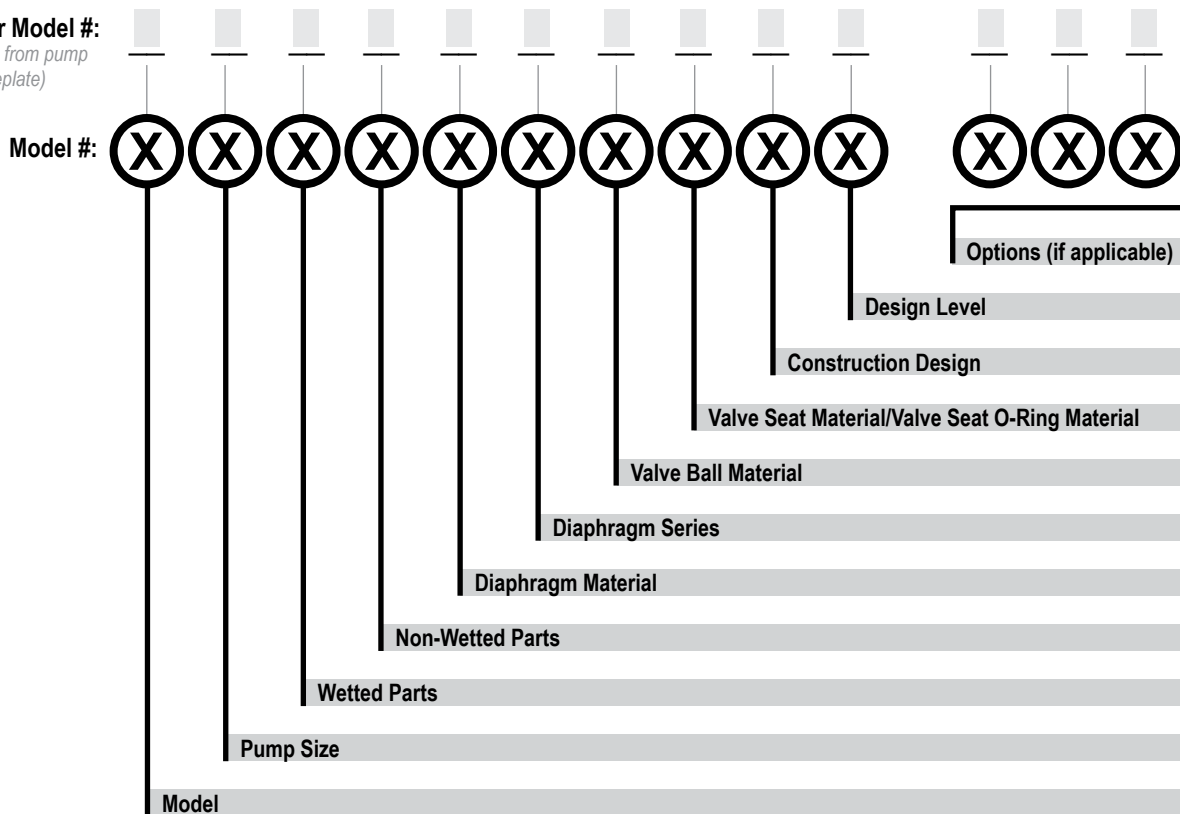 r Model #:
from pump
eplate)
Model #:
X X X X X X X X X X X X X
Options (if applicable)
Design Level
Construction Design
Valve Seat Material/Valve Seat O-Ring Material
Valve Ball Material
Diaphragm Series
Diaphragm Material
Non-Wetted Parts
Wetted Parts
Pump Size
Model